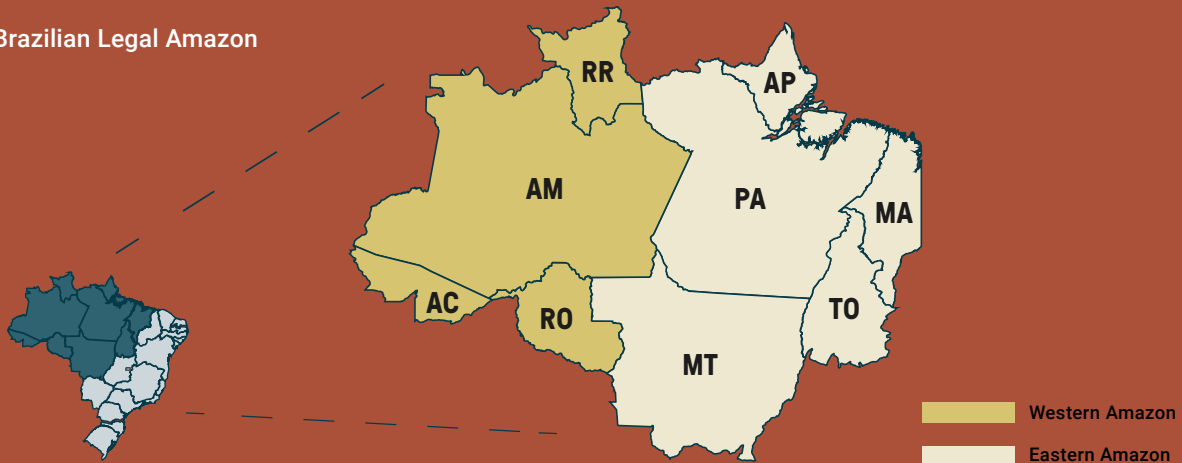 Brazilian Legal Amazon
RR
AP
AM
PA
MA
AC
RO
TO
MT
Western Amazon
Eastern Amazon